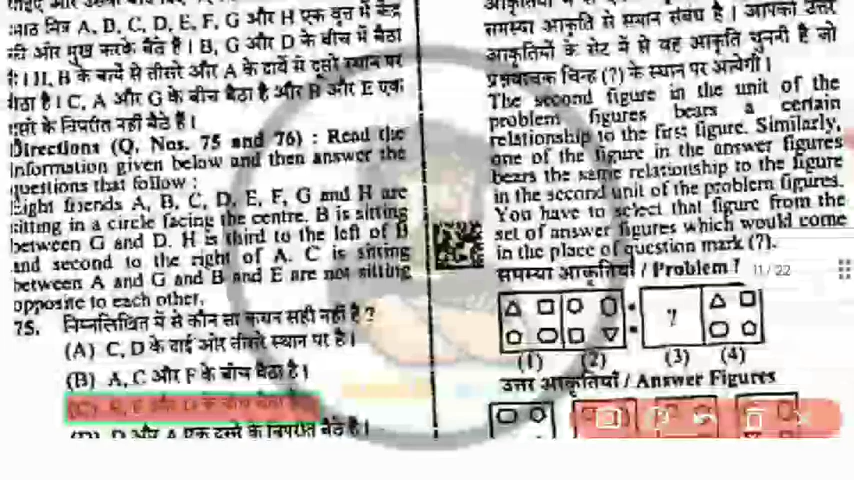 आठ मित्र A, B, C, D, E, F, G और H एक वृत्त में केंद्र
की ओर मुख करके बैठे हैं। B, G और D के बीच में बैठा
है। H, B के बायें से तीसरे और A के दायें से दूसरे स्थान पर
बैठा है। C, A और G के बीच बैठा है और B और E एक
दूसरे के विपरीत नहीं बैठे हैं।
Directions (Q. Nos. 75 and 76) : Read the
information given below and then answer the
questions that follow :
Eight friends A, B, C, D, E, F, G and H are
sitting in a circle facing the centre. B is sitting
between G and D. H is third to the left of B
and second to the right of A. C is sitting
between A and G and B and E are not sitting
opposite to each other.
75. निम्नलिखित में से कौन सा कथन सही नहीं है?
(A) C, D के दाईं ओर तीसरे स्थान पर है।
(B) A, C और F के बीच बैठा है।
(D) D और A एक दूसरे के विपरीत बैठे हैं।
समस्या आकृति से समान संबंध है। आपको उत्तर
आकृतियों के सेट में से वह आकृति चुननी है जो
प्रश्नवाचक चिन्ह (?) के स्थान पर आयेगी।
The second figure in the unit of the
problem figures bears a certain
relationship to the first figure. Similarly,
one of the figure in the answer figures
bears the same relationship to the figure
in the second unit of the problem figures.
You have to select that figure from the
set of answer figures which would come
in the place of question mark (?).
समस्या आकृतियां / Problem ? 11 / 22
?
(1) (2) (3) (4)
उत्तर आकृतियाँ / Answer Figures